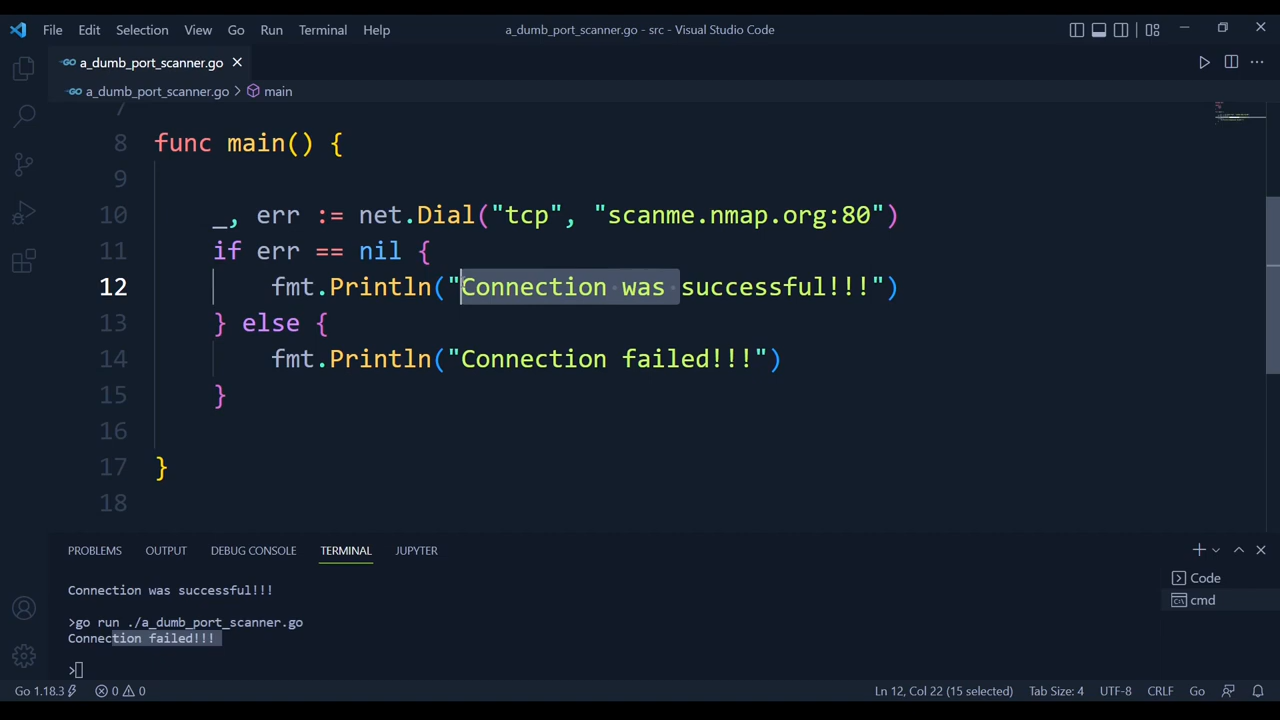 File Edit Selection View Go Run Terminal Help a_dumb_port_scanner.go - src - Visual Studio Code
a_dumb_port_scanner.go
a_dumb_port_scanner.go > main
7
8 func main() {
9
10 _, err := net.Dial("tcp", "scanme.nmap.org:80")
11 if err == nil {
12 fmt.Println("Connection was successful!!!")
13 } else {
14 fmt.Println("Connection failed!!!")
15 }
16
17 }
18
PROBLEMS OUTPUT DEBUG CONSOLE TERMINAL JUPYTER
Connection was successful!!!
Code
cmd
>go run ./a_dumb_port_scanner.go
Connection failed!!!
>
Go 1.18.3 0 0 Ln 12, Col 22 (15 selected) Tab Size: 4 UTF-8 CRLF Go